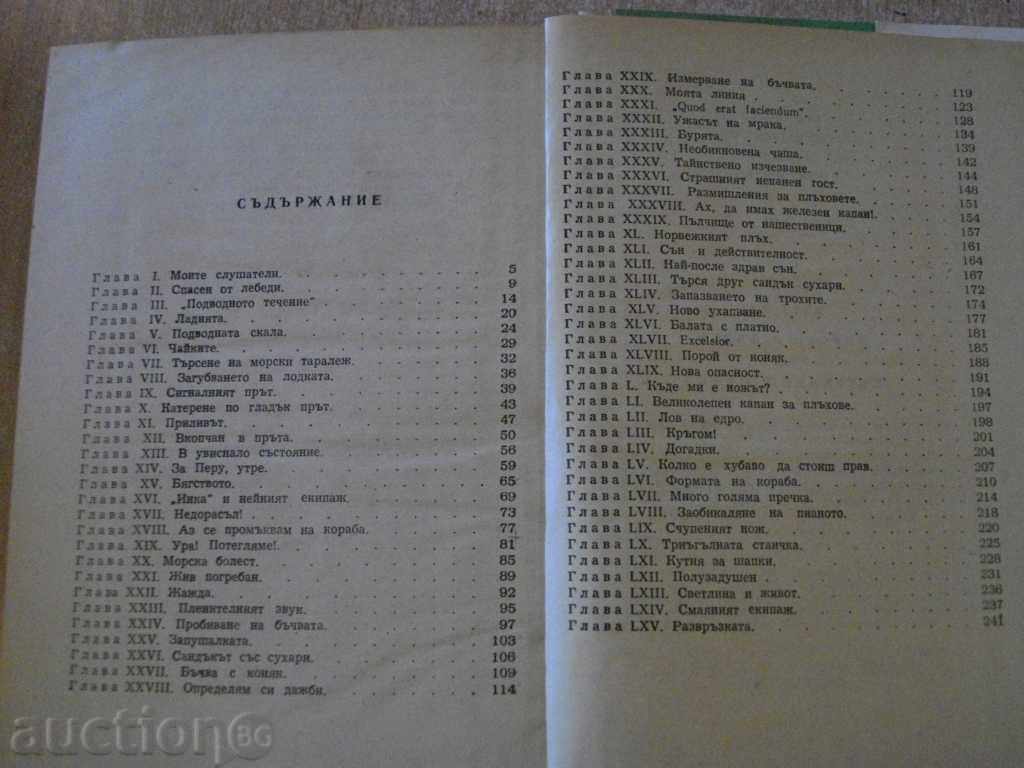 СЪДЪРЖАНИЕ
Глава I. Моите слушатели. 5
Глава II. Спасен от лебеди. 9
Глава III. „Подводното течение“ 14
Глава IV. Ладията. 20
Глава V. Подводната скала. 24
Глава VI. Чайките. 29
Глава VII. Търсене на морски таралеж. 32
Глава VIII. Загубването на лодката. 36
Глава IX. Сигналният прът. 39
Глава X. Катерене по гладък прът. 43
Глава XI. Приливът. 47
Глава XII. Вкопчан в пръта. 50
Глава XIII. В увиснало състояние. 56
Глава XIV. За Перу, утре. 59
Глава XV. Бягството. 65
Глава XVI. „Инка“ и нейният екипаж. 69
Глава XVII. Недорасъл! 73
Глава XVIII. Аз се промъквам на кораба. 77
Глава XIX. Ура! Потегляме!. 81
Глава XX. Морска болест. 85
Глава XXI. Жив погребан. 89
Глава XXII. Жажда. 92
Глава XXIII. Пленителният звук. 95
Глава XXIV. Пробиване на бъчвата. 97
Глава XXV. Запушалката. 103
Глава XXVI. Сандъкът със сухари. 106
Глава XXVII. Бъчва с коняк. 109
Глава XXVIII. Определям си дажби. 114
Глава XXIX. Измерване на бъчвата. 119
Глава XXX. Моята линия 123
Глава XXXI. „Quod erat faciendum“. 128
Глава XXXII. Ужасът на мрака. 134
Глава XXXIII. Бурята. 139
Глава XXXIV. Необикновена чаша. 142
Глава XXXV. Тайнствено изчезване. 144
Глава XXXVI. Страшният неканен гост. 148
Глава XXXVII. Размишления за плъховете. 151
Глава XXXVIII. Ах, да имах железен капан!. 154
Глава XXXIX. Пълчище от нашественици. 157
Глава XL. Норвежкият плъх. 161
Глава XLI. Сън и действителност. 164
Глава XLII. Най-после здрав сън. 167
Глава XLIII. Търся друг сандък сухари. 172
Глава XLIV. Запазването на трохите. 174
Глава XLV. Ново ухапване. 177
Глава XLVI. Балата с платно. 181
Глава XLVII. Excelsior. 185
Глава XLVIII. Порой от коняк. 188
Глава XLIX. Нова опасност. 191
Глава L. Къде ми е ножът? 194
Глава LI. Великолепен капан за плъхове. 197
Глава LII. Лов на едро. 198
Глава LIII. Кръгом! 201
Глава LIV. Догадки. 204
Глава LV. Колко е хубаво да стоиш прав. 207
Глава LVI. Формата на кораба. 210
Глава LVII. Много голяма пречка. 214
Глава LVIII. Заобикаляне на пианото. 218
Глава LIX. Счупеният нож. 220
Глава LX. Триъгълната стаичка. 225
Глава LXI. Кутия за шапки. 228
Глава LXII. Полузадушен. 231
Глава LXIII. Светлина и живот. 236
Глава LXIV. Смаяният екипаж. 237
Глава LXV. Развръзката. 241
auction BG